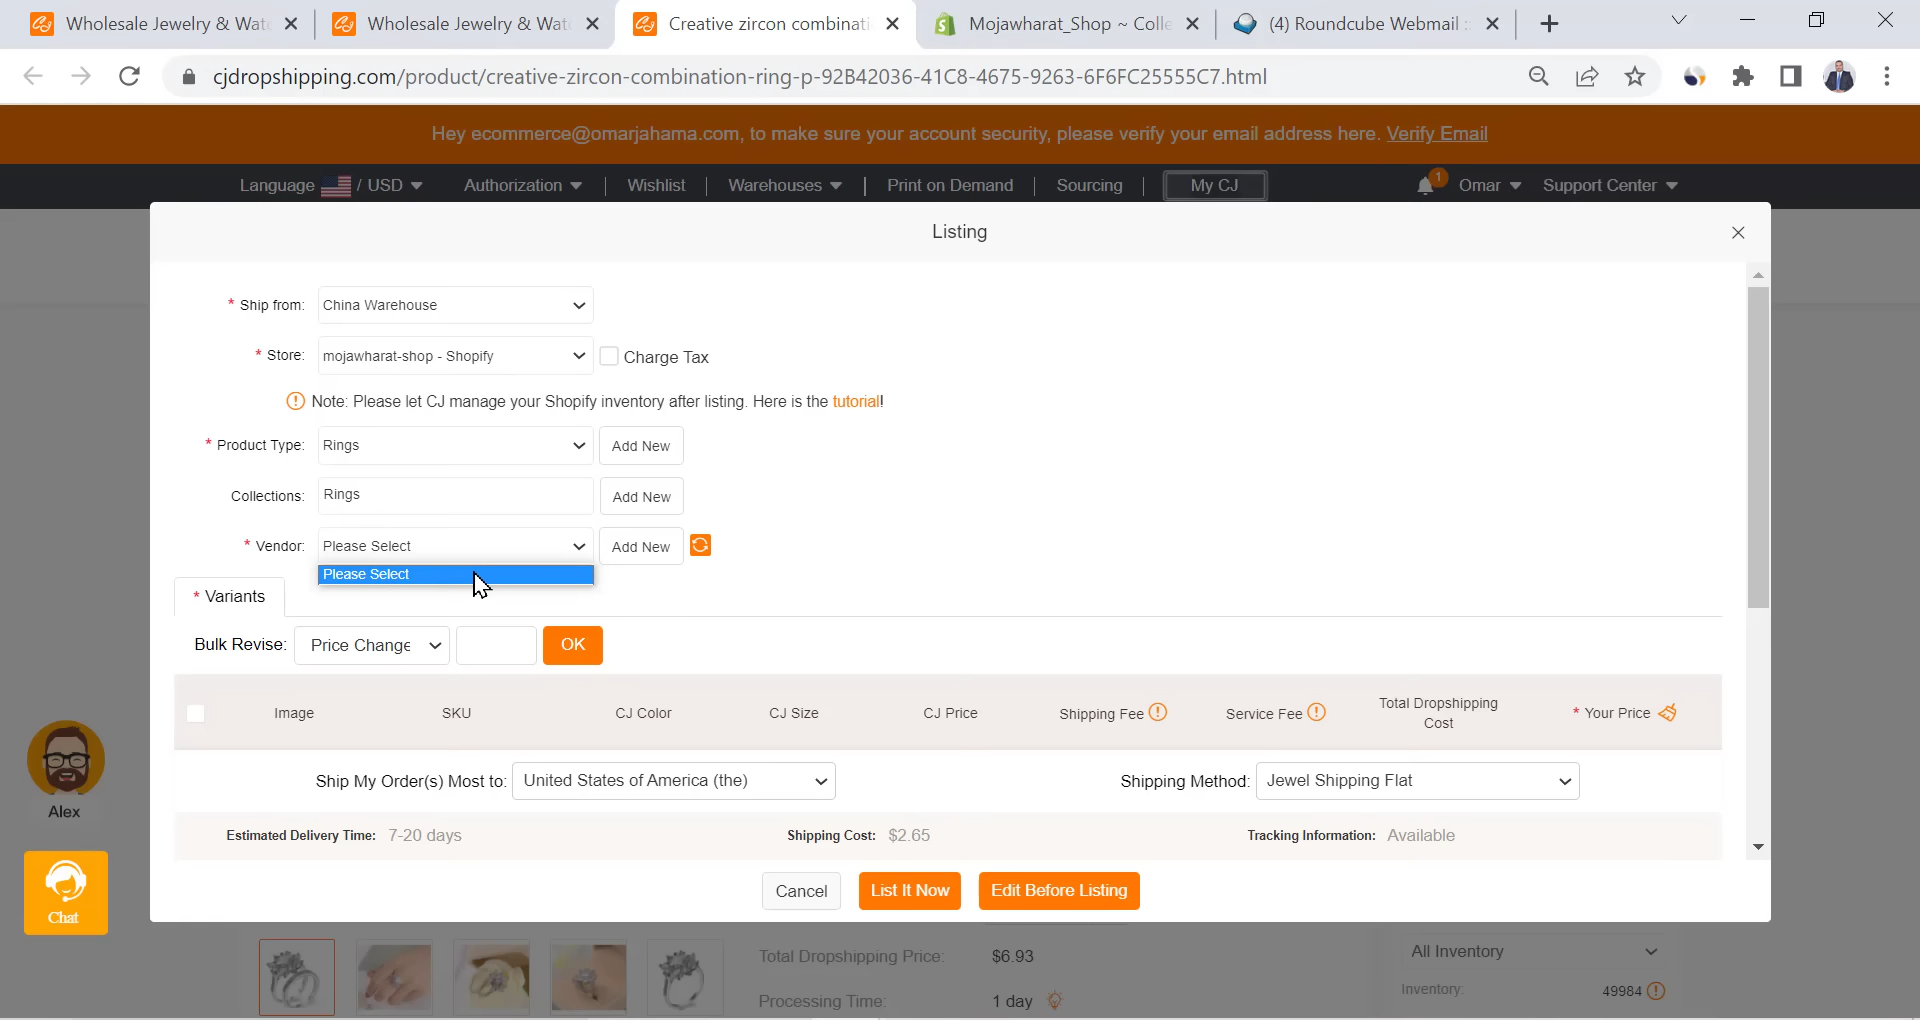 Wholesale Jewelry & Wat
Wholesale Jewelry & Wat
Creative zircon combinati
Mojawharat_Shop ~ Colle
(4) Roundcube Webmail :
cjdropshipping.com/product/creative-zircon-combination-ring-p-92B42036-41C8-4675-9263-6F6FC25555C7.html
Hey ecommerce@omarjahama.com, to make sure your account security, please verify your email address here. Verify Email
Language / USD Authorization | Wishlist | Warehouses | Print on Demand | Sourcing | My CJ 1 Omar Support Center
Listing
* Ship from: China Warehouse
* Store: mojawharat-shop - Shopify Charge Tax
Note: Please let CJ manage your Shopify inventory after listing. Here is the tutorial!
* Product Type: Rings Add New
Collections: Rings Add New
* Vendor: Please Select Add New
Please Select
* Variants
Bulk Revise: Price Change OK
Image SKU CJ Color CJ Size CJ Price Shipping Fee Service Fee Total Dropshipping Cost * Your Price
Ship My Order(s) Most to: United States of America (the) Shipping Method: Jewel Shipping Flat
Estimated Delivery Time: 7-20 days Shipping Cost: $2.65 Tracking Information: Available
Cancel List It Now Edit Before Listing
Alex
Chat
Total Dropshipping Price: $6.93 All Inventory
Processing Time: 1 day Inventory: 49984